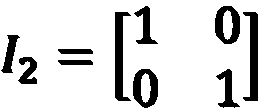 I₂ = [1 0
0 1]